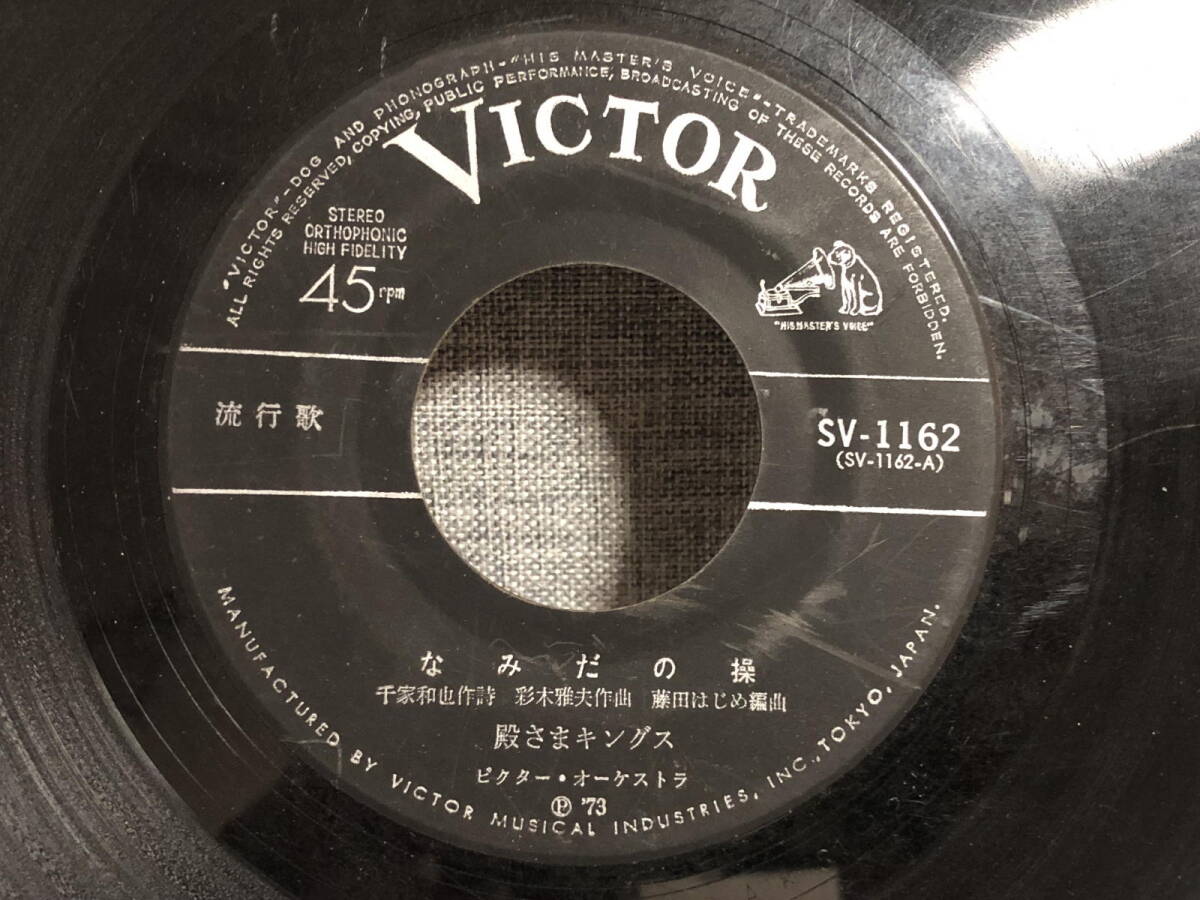 "VICTOR"-DOG AND PHONOGRAPH-"HIS MASTER'S VOICE"-TRADEMARKS REGISTERED.
ALL RIGHTS RESERVED, COPYING, PUBLIC PERFORMANCE, BROADCASTING OF THESE RECORDS ARE FORBIDDEN.
VICTOR
STEREO
ORTHOPHONIC
HIGH FIDELITY
45rpm
"HIS MASTER'S VOICE"
流行歌
SV-1162
(SV-1162-A)
なみだの操
千家和也作詩 彩木雅夫作曲 藤田はじめ編曲
殿さまキングス
ビクター・オーケストラ
Ⓟ '73
MANUFACTURED BY VICTOR MUSICAL INDUSTRIES, INC., TOKYO, JAPAN.